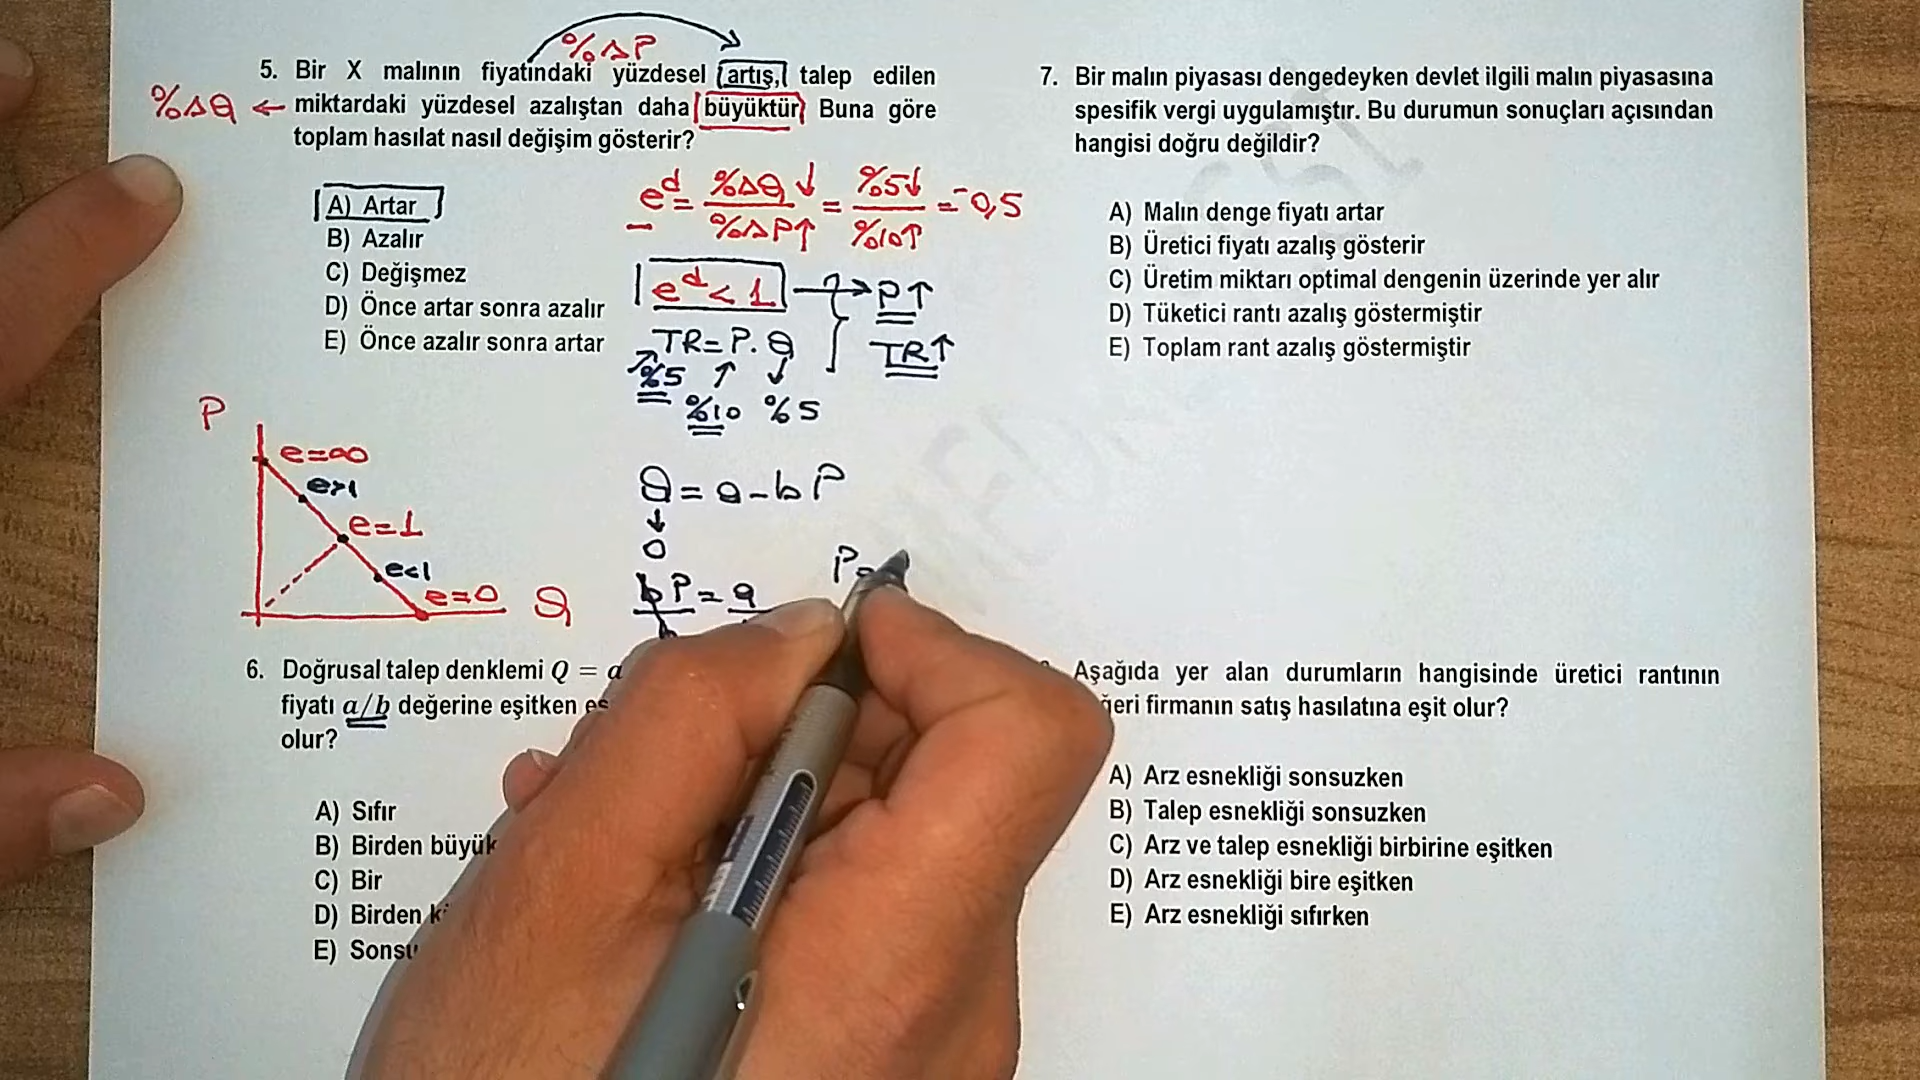 %ΔP
5. Bir X malının fiyatındaki yüzdesel artış, talep edilen
%ΔQ ← miktardaki yüzdesel azalıştan daha büyüktür. Buna göre
toplam hasılat nasıl değişim gösterir?
A) Artar
B) Azalır
C) Değişmez
D) Önce artar sonra azalır
E) Önce azalır sonra artar
e^d = %ΔQ↓ / %ΔP↑ = %5↓ / %10↑ = -0,5
e^d < 1 → P↑
TR = P.Q
TR↑
%5 ↑ ↓
%10 %5
P
e=∞
e>1
e=1
e<1
e=0 Q
Q = a - bP
↓
0
bP = a
P=
6. Doğrusal talep denklemi Q = a
fiyatı a/b değerine eşitken
olur?
A) Sıfır
B) Birden büyük
C) Bir
D) Birden
E)
7. Bir malın piyasası dengedeyken devlet ilgili malın piyasasına
spesifik vergi uygulamıştır. Bu durumun sonuçları açısından
hangisi doğru değildir?
A) Malın denge fiyatı artar
B) Üretici fiyatı azalış gösterir
C) Üretim miktarı optimal dengenin üzerinde yer alır
D) Tüketici rantı azalış göstermiştir
E) Toplam rant azalış göstermiştir
Aşağıda yer alan durumların hangisinde üretici rantının
firmanın satış hasılatına eşit olur?
A) Arz esnekliği sonsuzken
B) Talep esnekliği sonsuzken
C) Arz ve talep esnekliği birbirine eşitken
D) Arz esnekliği bire eşitken
E) Arz esnekliği sıfırken